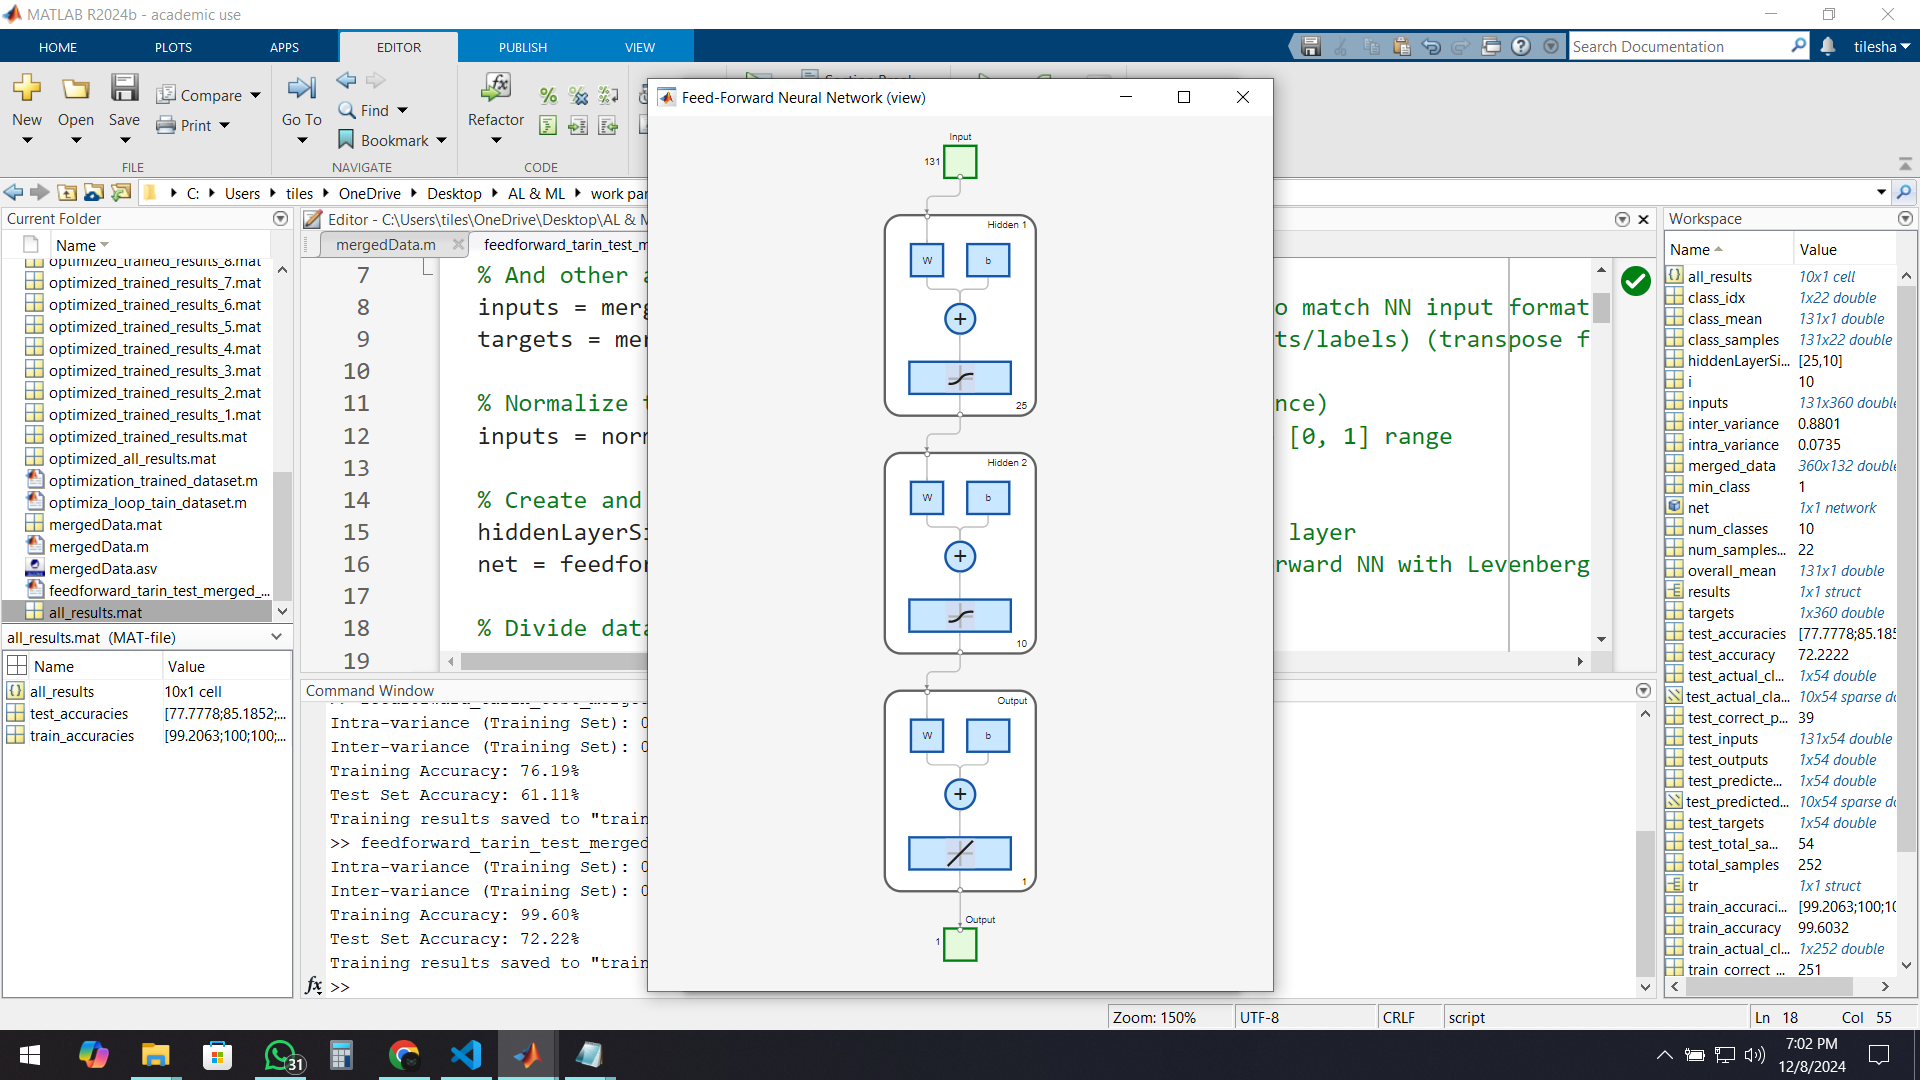 MATLAB R2024b - academic use
HOME
PLOTS
APPS
EDITOR
PUBLISH
VIEW
Search Documentation
tilesha
New
Open
Save
Compare
Print
FILE
Go To
Find
Bookmark
NAVIGATE
Refactor
CODE
C:
Users
tiles
OneDrive
Desktop
AL & ML
work par
Current Folder
Name
optimized_trained_results_8.mat
optimized_trained_results_7.mat
optimized_trained_results_6.mat
optimized_trained_results_5.mat
optimized_trained_results_4.mat
optimized_trained_results_3.mat
optimized_trained_results_2.mat
optimized_trained_results_1.mat
optimized_trained_results.mat
optimized_all_results.mat
optimization_trained_dataset.m
optimiza_loop_tain_dataset.m
mergedData.mat
mergedData.m
mergedData.asv
feedforward_tarin_test_merged_...
all_results.mat
all_results.mat (MAT-file)
Name Value
all_results 10x1 cell
test_accuracies [77.7778;85.1852;...
train_accuracies [99.2063;100;100;...
Editor - C:\Users\tiles\OneDrive\Desktop\AL & M
mergedData.m
feedforward_tarin_test_m
7 % And other a
8 inputs = merg o match NN input format
9 targets = mer ts/labels) (transpose f
10
11 % Normalize t nce)
12 inputs = norm [0, 1] range
13
14 % Create and
15 hiddenLayerSi layer
16 net = feedfor rward NN with Levenberg
17
18 % Divide data
19
Command Window
Intra-variance (Training Set): 0
Inter-variance (Training Set): 0
Training Accuracy: 76.19%
Test Set Accuracy: 61.11%
Training results saved to "train
>> feedforward_tarin_test_merged
Intra-variance (Training Set): 0
Inter-variance (Training Set): 0
Training Accuracy: 99.60%
Test Set Accuracy: 72.22%
Training results saved to "train
fx >>
Feed-Forward Neural Network (view)
Input
131
Hidden 1
W b
+
25
Hidden 2
W b
+
10
Output
W b
+
1
Output
1
Workspace
Name Value
all_results 10x1 cell
class_idx 1x22 double
class_mean 131x1 double
class_samples 131x22 double
hiddenLayerSi... [25,10]
i 10
inputs 131x360 double
inter_variance 0.8801
intra_variance 0.0735
merged_data 360x132 double
min_class 1
net 1x1 network
num_classes 10
num_samples... 22
overall_mean 131x1 double
results 1x1 struct
targets 1x360 double
test_accuracies [77.7778;85.185
test_accuracy 72.2222
test_actual_cl... 1x54 double
test_actual_cla... 10x54 sparse do
test_correct_p... 39
test_inputs 131x54 double
test_outputs 1x54 double
test_predicte... 1x54 double
test_predicted... 10x54 sparse do
test_targets 1x54 double
test_total_sa... 54
total_samples 252
tr 1x1 struct
train_accuraci... [99.2063;100;10
train_accuracy 99.6032
train_actual_cl... 1x252 double
train_correct_... 251
Zoom: 150%
UTF-8
CRLF
script
Ln 18 Col 55
31
7:02 PM
12/8/2024